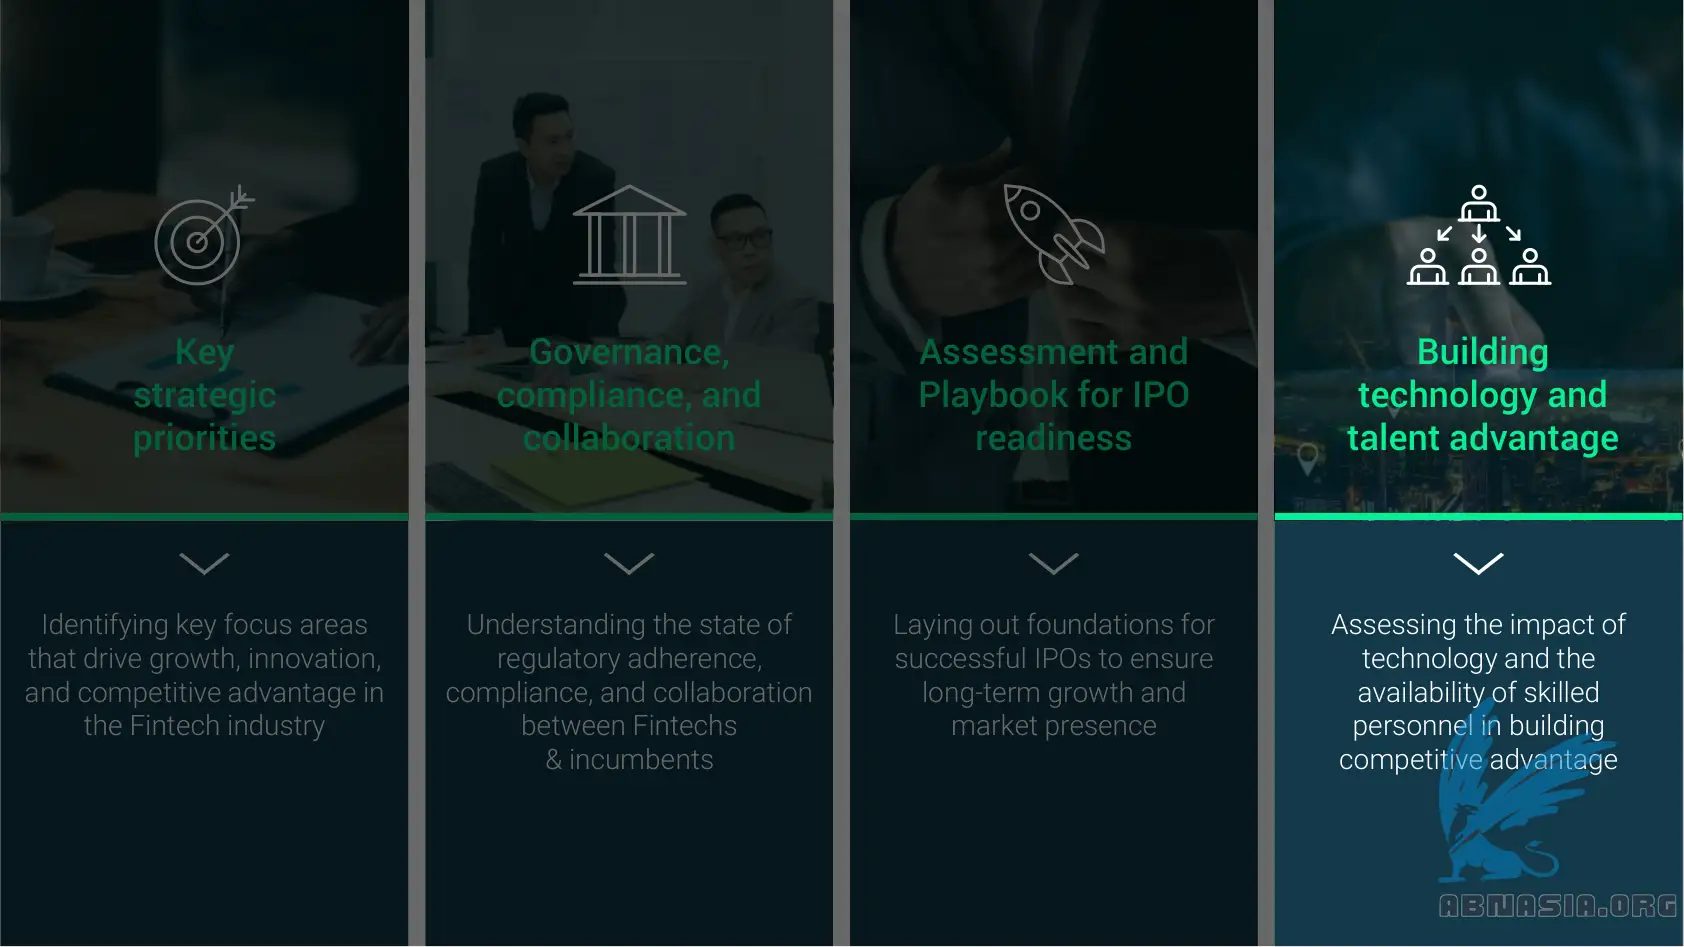 Key
strategic
priorities
Identifying key focus areas
that drive growth, innovation,
and competitive advantage in
the Fintech industry
Governance,
compliance, and
collaboration
Understanding the state of
regulatory adherence,
compliance, and collaboration
between Fintechs
& incumbents
Assessment and
Playbook for IPO
readiness
Laying out foundations for
successful IPOs to ensure
long-term growth and
market presence
Building
technology and
talent advantage
Assessing the impact of
technology and the
availability of skilled
personnel in building
competitive advantage
ABNASIA.ORG